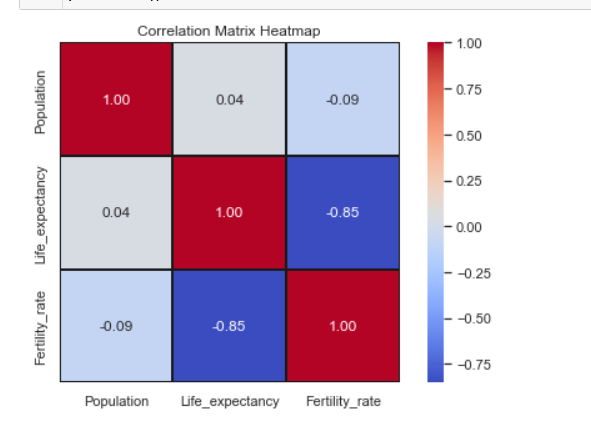 Correlation Matrix Heatmap
Population
1.00
0.04
-0.09
Life_expectancy
0.04
1.00
-0.85
Fertility_rate
-0.09
-0.85
1.00
Population
Life_expectancy
Fertility_rate
1.00
0.75
0.50
0.25
0.00
−0.25
−0.50
−0.75